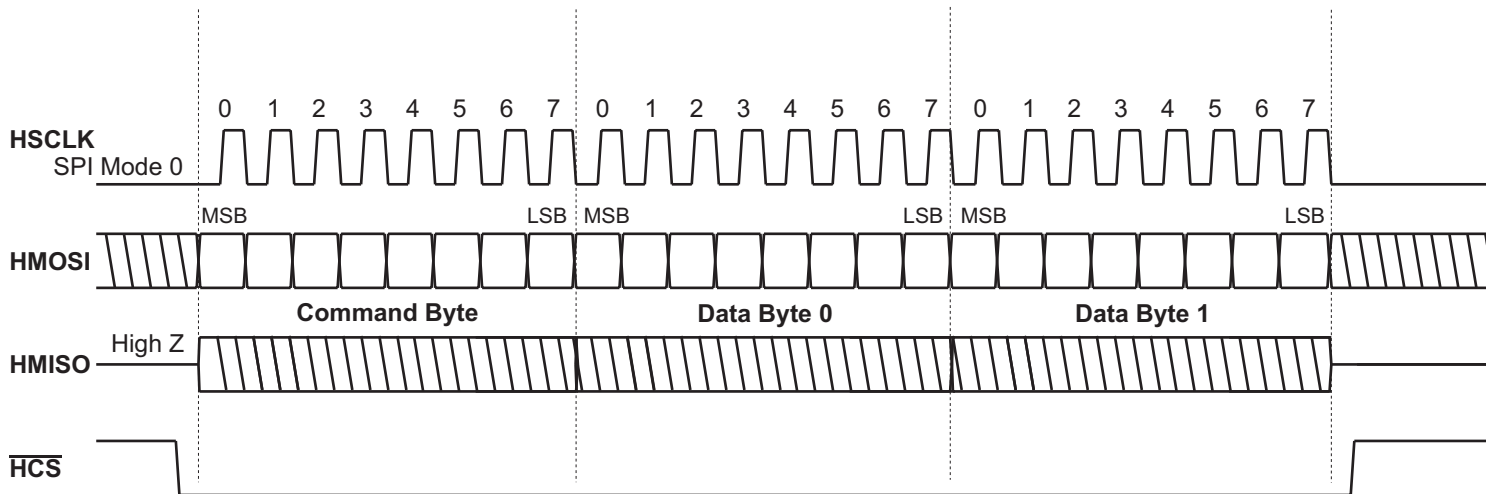 0 1 2 3 4 5 6 7 0 1 2 3 4 5 6 7 0 1 2 3 4 5 6 7
HSCLK
SPI Mode 0
MSB LSB MSB LSB MSB LSB
HMOSI
Command Byte Data Byte 0 Data Byte 1
High Z
HMISO
HCS